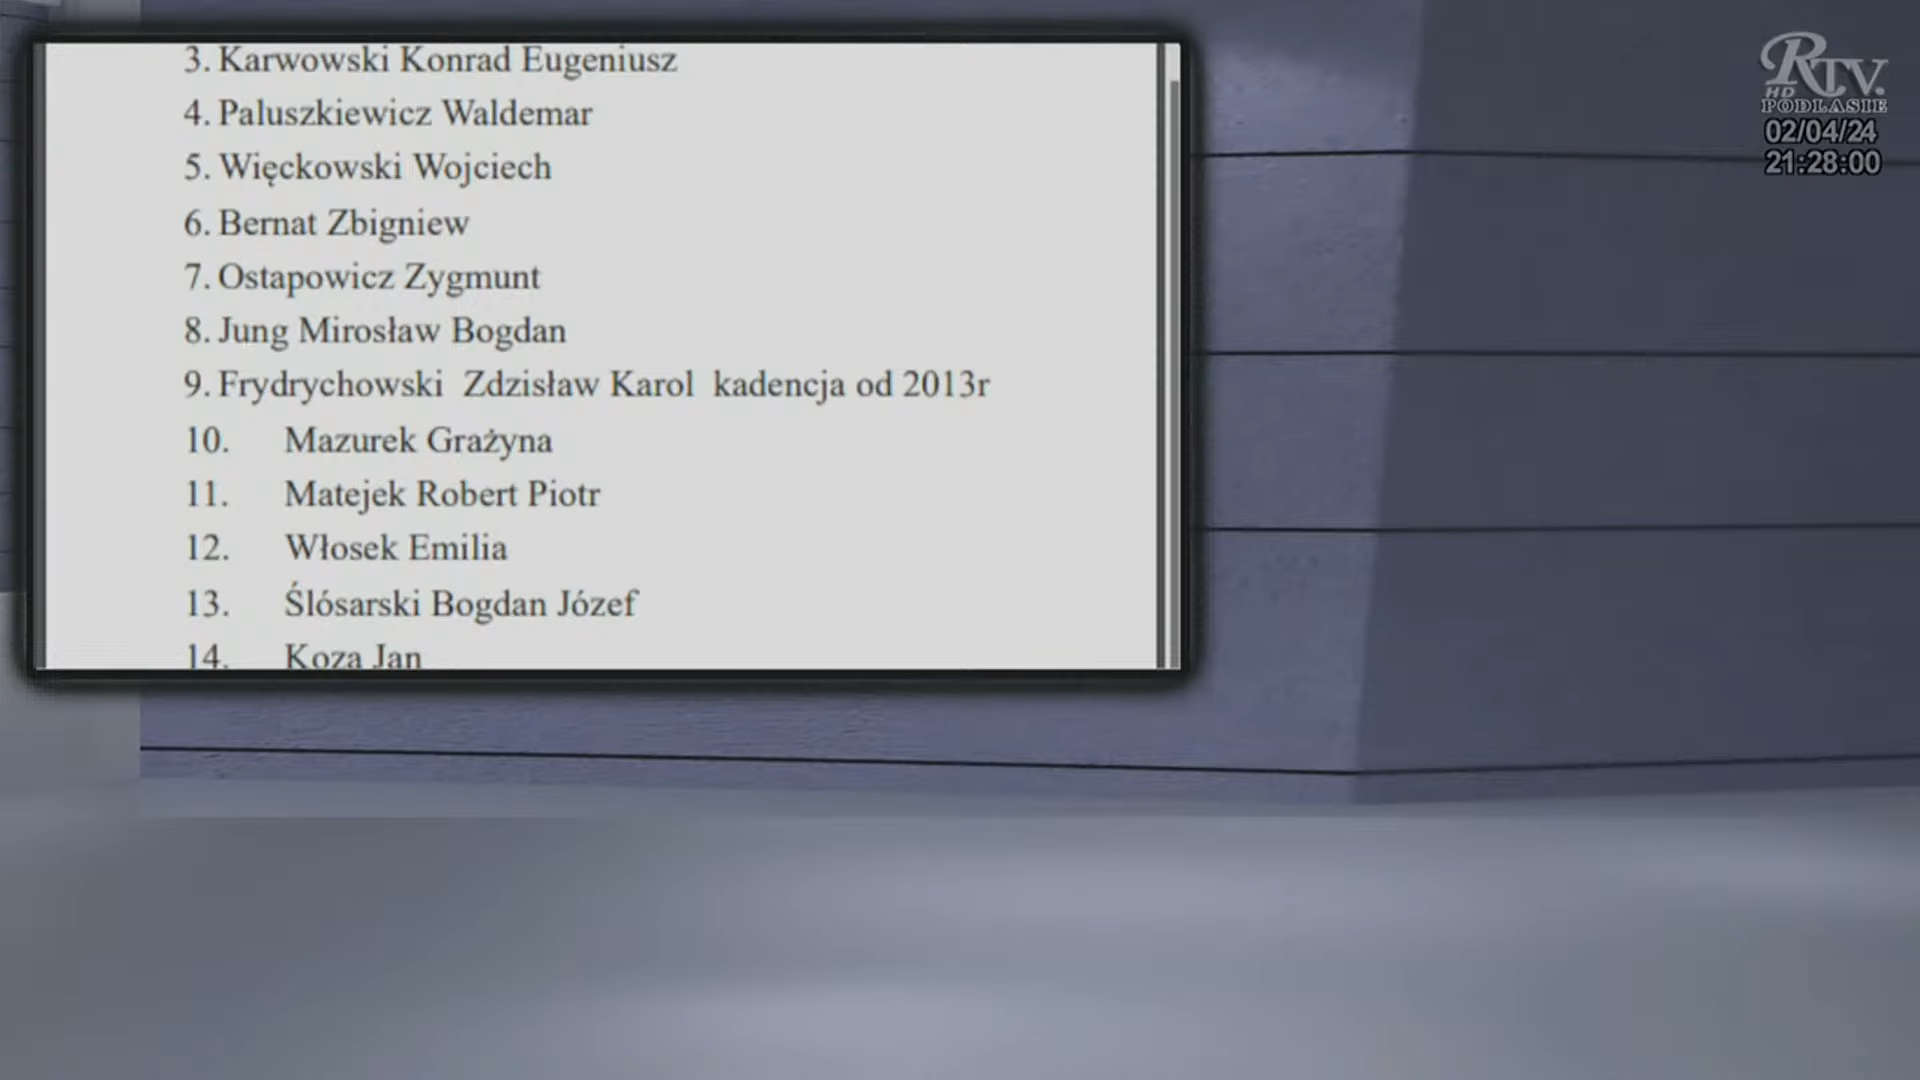 3. Karwowski Konrad Eugeniusz
4. Paluszkiewicz Waldemar
5. Więckowski Wojciech
6. Bernat Zbigniew
7. Ostapowicz Zygmunt
8. Jung Mirosław Bogdan
9. Frydrychowski Zdzisław Karol kadencja od 2013r
10. Mazurek Grażyna
11. Matejek Robert Piotr
12. Włosek Emilia
13. Ślósarski Bogdan Józef
14. Koza Jan
RTV.
HD
PODLASIE
02/04/24
21:28:00